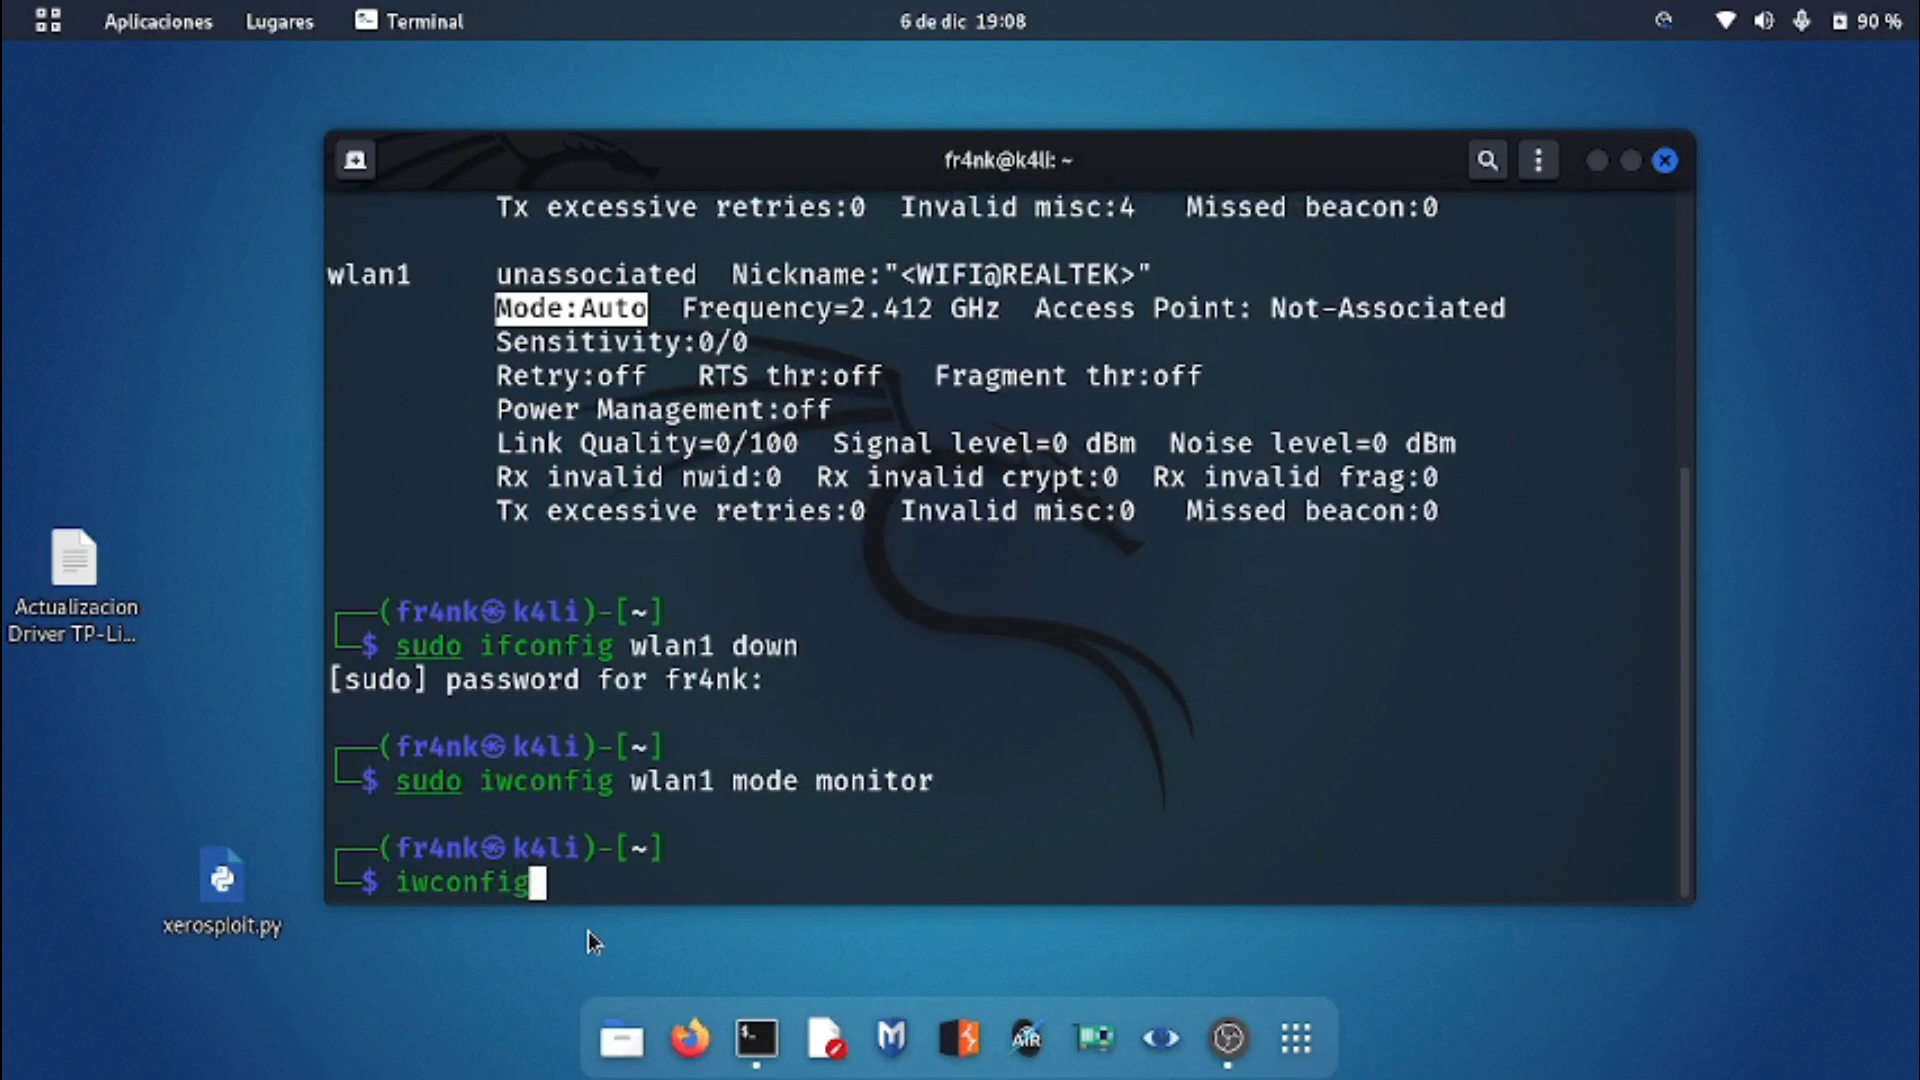 Aplicaciones Lugares Terminal 6 de dic 19:08 90 %
fr4nk@k4li: ~
Tx excessive retries:0 Invalid misc:4 Missed beacon:0
wlan1 unassociated Nickname:"<WIFI@REALTEK>"
Mode:Auto Frequency=2.412 GHz Access Point: Not-Associated
Sensitivity:0/0
Retry:off RTS thr:off Fragment thr:off
Power Management:off
Link Quality=0/100 Signal level=0 dBm Noise level=0 dBm
Rx invalid nwid:0 Rx invalid crypt:0 Rx invalid frag:0
Tx excessive retries:0 Invalid misc:0 Missed beacon:0
┌──(fr4nk㉿k4li)-[~]
└─$ sudo ifconfig wlan1 down
[sudo] password for fr4nk:
┌──(fr4nk㉿k4li)-[~]
└─$ sudo iwconfig wlan1 mode monitor
┌──(fr4nk㉿k4li)-[~]
└─$ iwconfig
Actualizacion
Driver TP-Li...
xerosploit.py
AIR